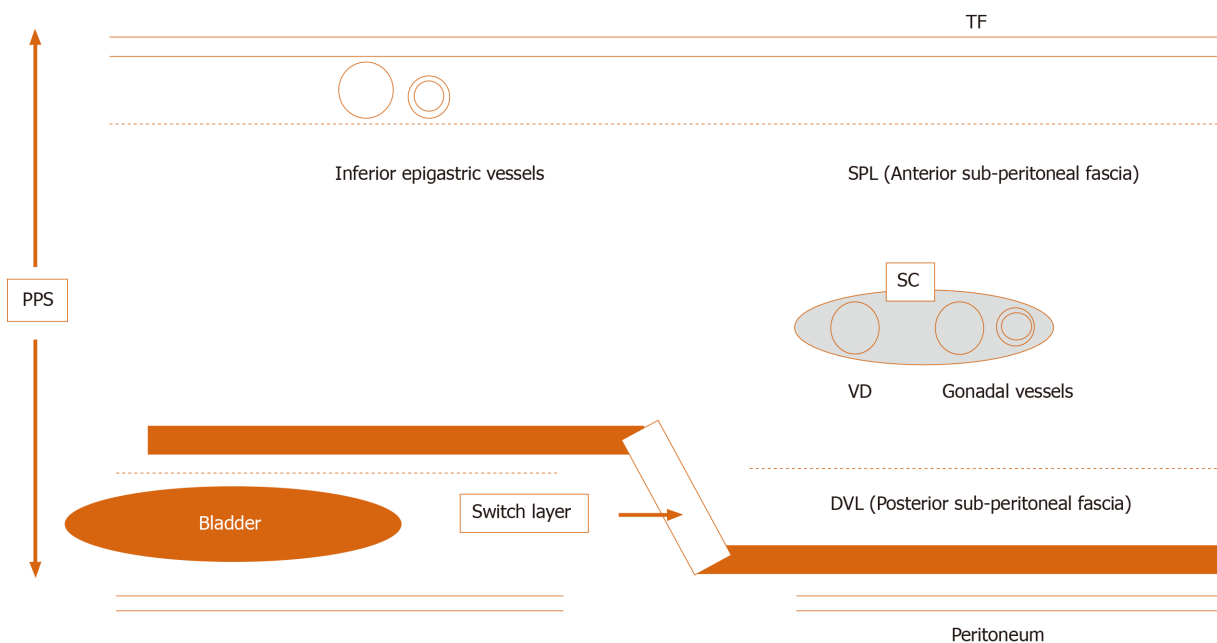 TF
Inferior epigastric vessels
SPL (Anterior sub-peritoneal fascia)
SC
PPS
VD
Gonadal vessels
Switch layer
DVL (Posterior sub-peritoneal fascia)
Bladder
Peritoneum